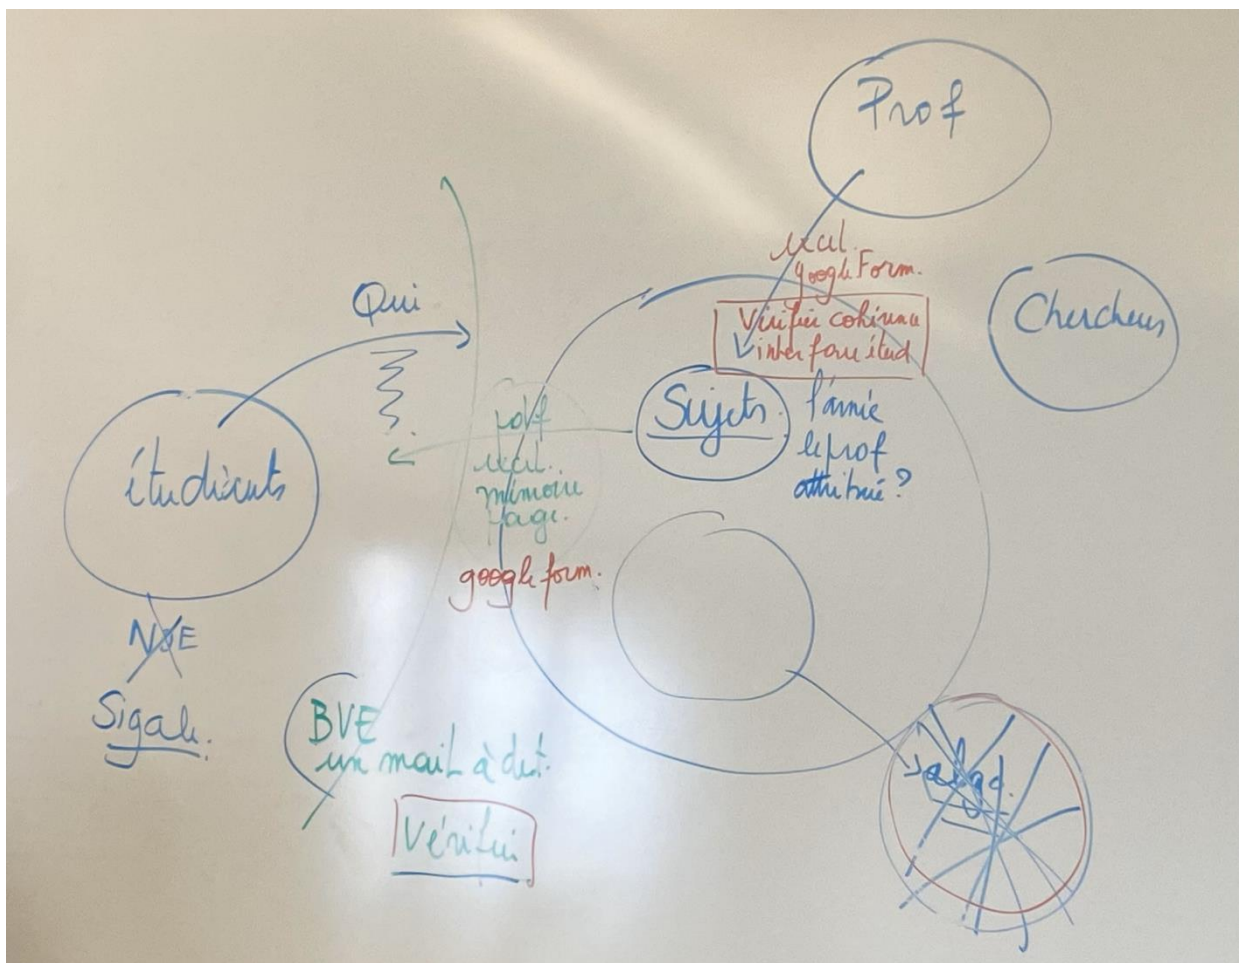 Prof
excel.
google Form.
Vérifier cohérence
interface étud
Chercheurs
Qui
Sujets
l'année
le prof
attribué?
pdf
excel.
mémoire
page.
google form.
étudiants
NOE
Sigale.
BVE
un mail à det.
Vérifier